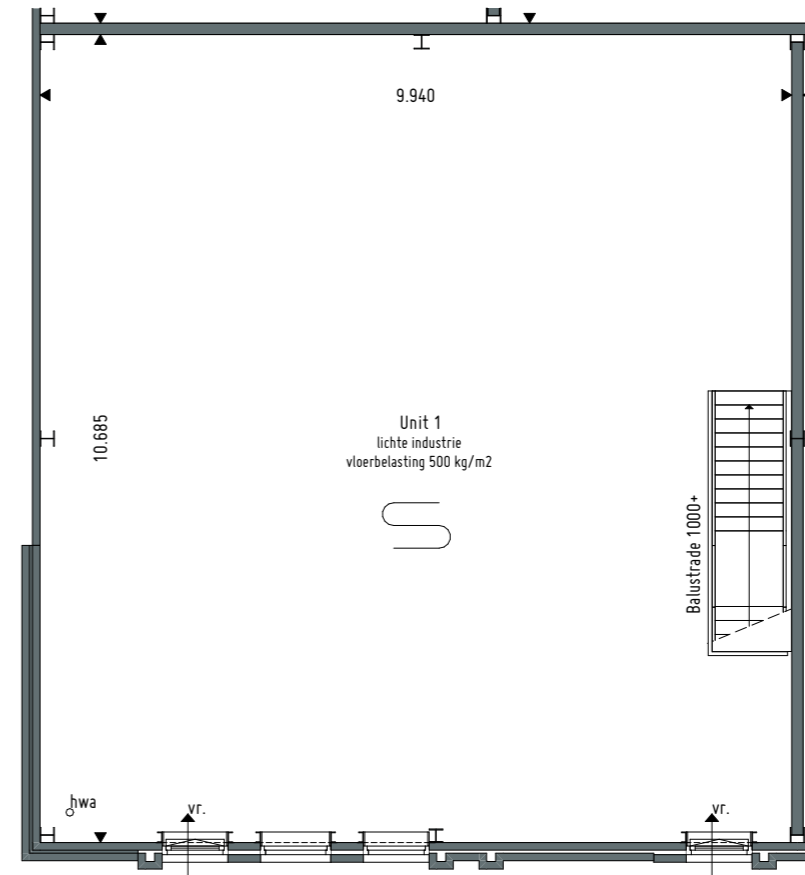 9.940
10.685
Unit 1
lichte industrie
vloerbelasting 500 kg/m2
Balustrade 1000+
hwa
vr.
vr.